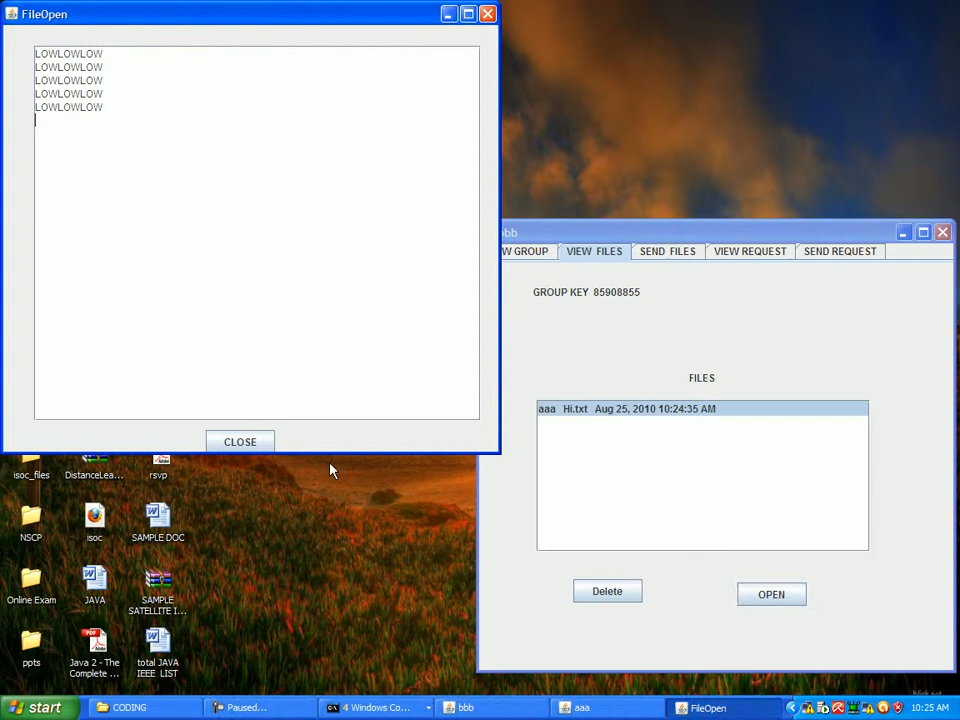 FileOpen
LOWLOWLOW
LOWLOWLOW
LOWLOWLOW
LOWLOWLOW
LOWLOWLOW
CLOSE
bbb
W GROUP
VIEW FILES
SEND FILES
VIEW REQUEST
SEND REQUEST
GROUP KEY 85908855
FILES
aaa Hi.txt Aug 25, 2010 10:24:35 AM
Delete
OPEN
isoc_files
DistanceLea...
rsvp
NSCP
isoc
SAMPLE DOC
Online Exam
JAVA
SAMPLE
SATELLITE I...
ppts
Java 2 - The
Complete ...
total JAVA
IEEE LIST
start
CODING
Paused...
4 Windows Co...
bbb
aaa
FileOpen
10:25 AM